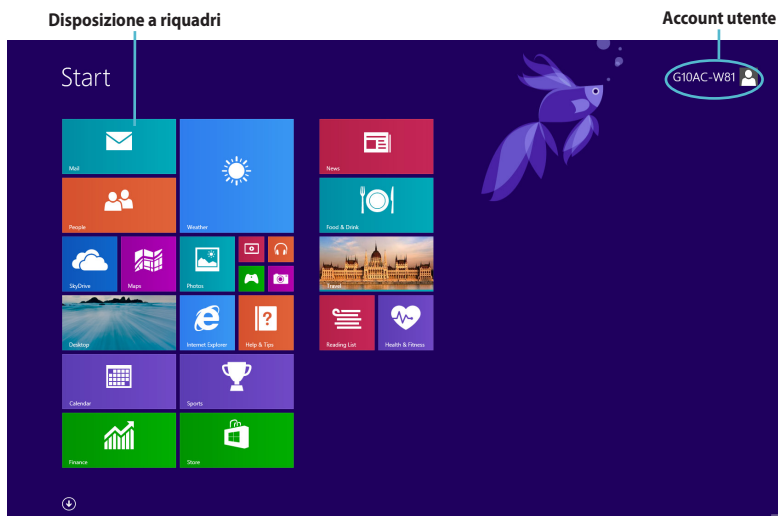 Disposizione a riquadri
Account utente
Start
G10AC-W81
Mail
Weather
News
People
Food & Drink
SkyDrive
Maps
Photos
Travel
Desktop
Internet Explorer
Help & Tips
Reading List
Health & Fitness
Calendar
Sports
Finance
Store